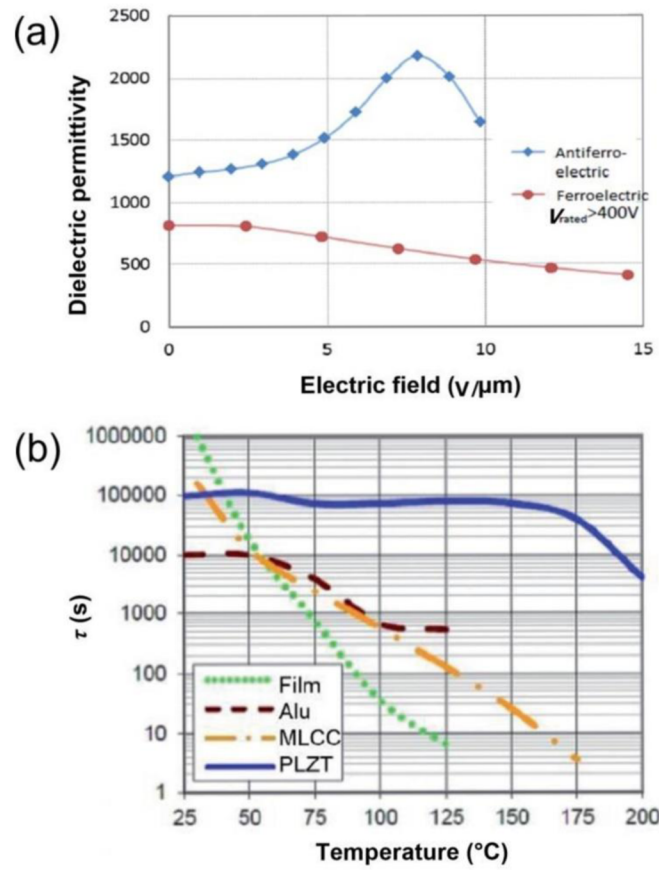 (a)
2500
2000
1500
1000
500
0
Dielectric permittivity
Antiferro-
electric
Ferroelectric
Vrated>400V
0 5 10 15
Electric field (V/µm)
(b)
1000000
100000
10000
1000
100
10
1
τ (s)
Film
Alu
MLCC
PLZT
25 50 75 100 125 150 175 200
Temperature (°C)